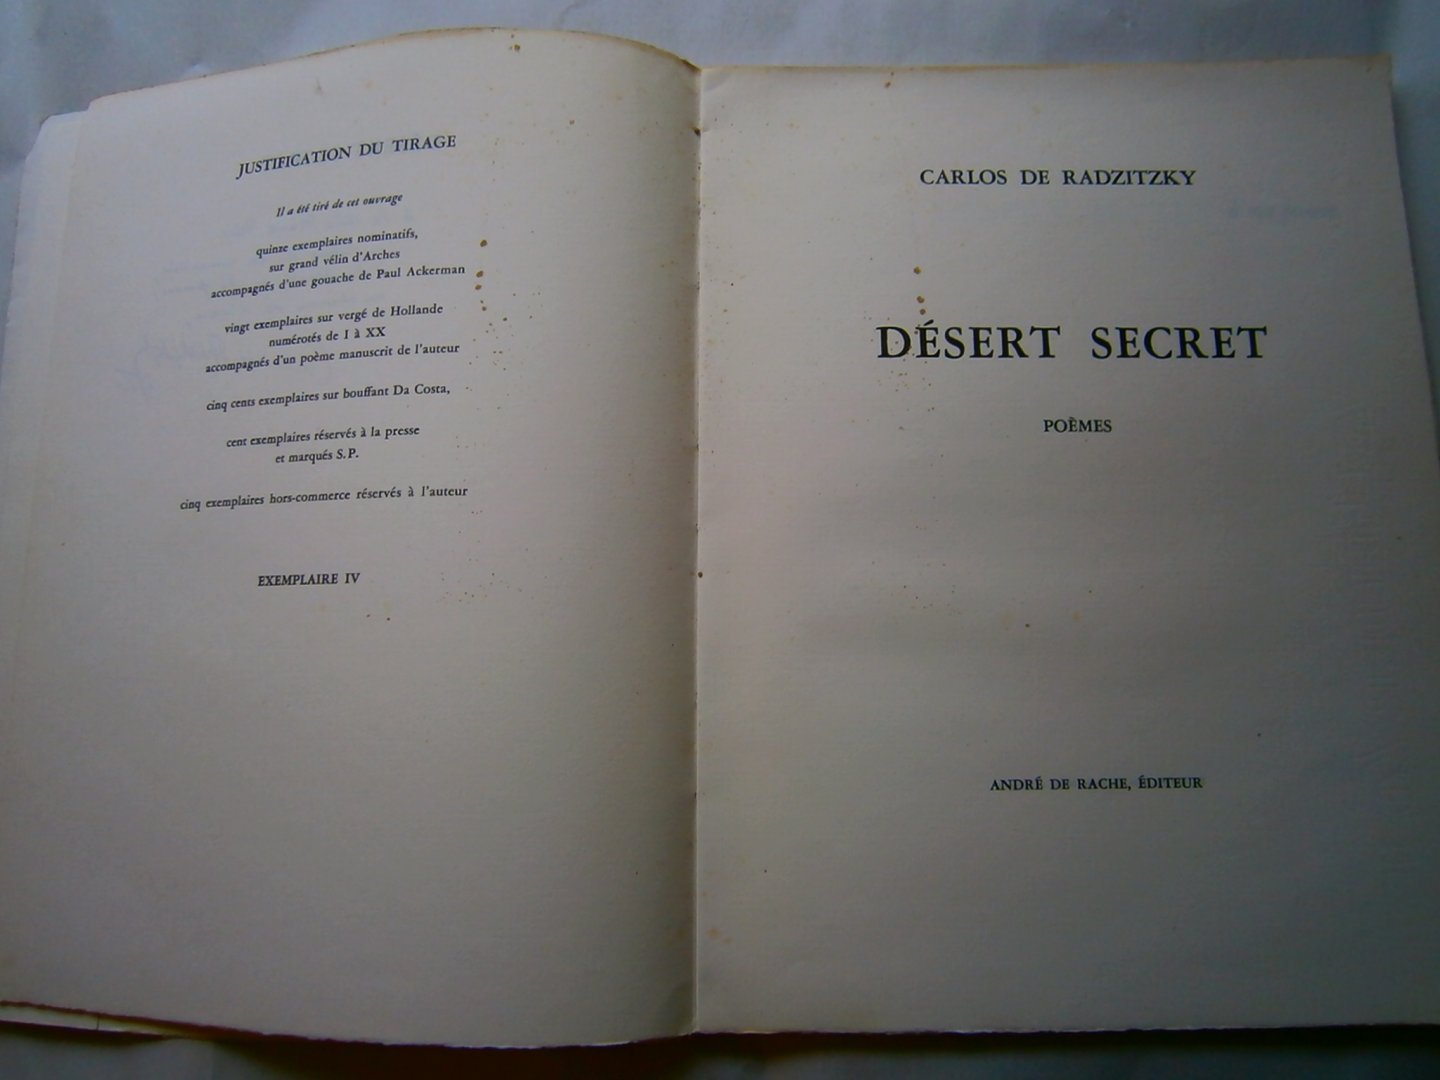 JUSTIFICATION DU TIRAGE
Il a été tiré de cet ouvrage
quinze exemplaires nominatifs,
sur grand vélin d'Arches
accompagnés d'une gouache de Paul Ackerman
vingt exemplaires sur vergé de Hollande
numérotés de I à XX
accompagnés d'un poème manuscrit de l'auteur
cinq cents exemplaires sur bouffant Da Costa,
cent exemplaires réservés à la presse
et marqués S.P.
cinq exemplaires hors-commerce réservés à l'auteur
EXEMPLAIRE IV
CARLOS DE RADZITZKY
DÉSERT SECRET
POÈMES
ANDRÉ DE RACHE, ÉDITEUR